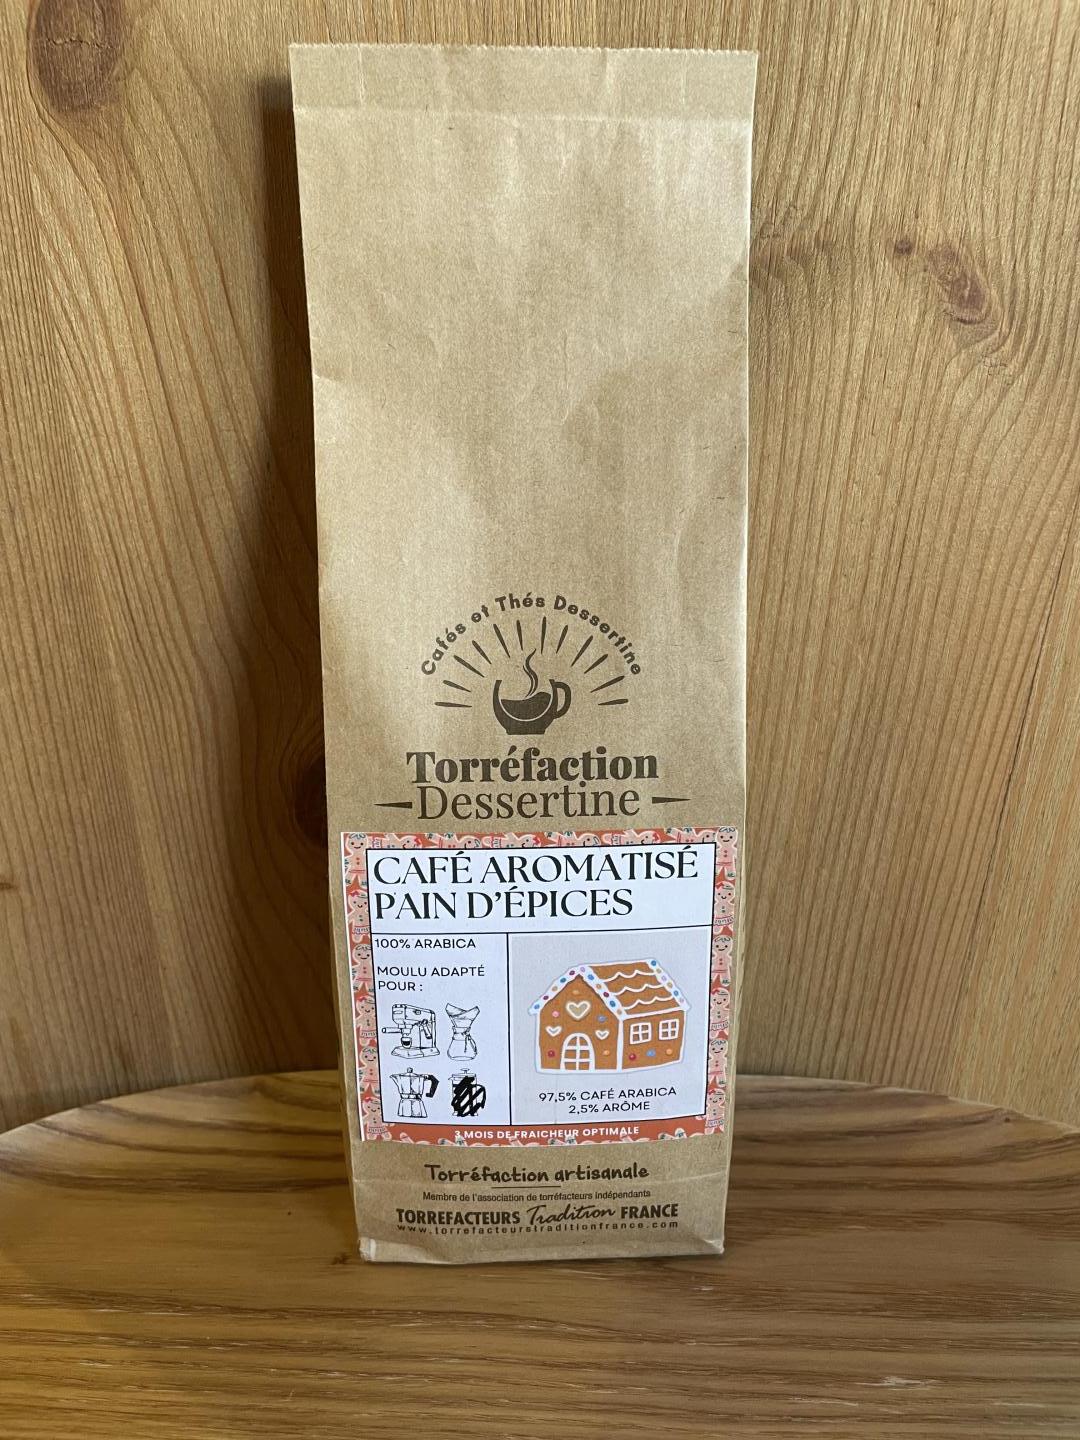 Cafés et Thés Dessertine
Torréfaction
Dessertine
CAFÉ AROMATISÉ
PAIN D'ÉPICES
100% ARABICA
MOULU ADAPTÉ
POUR :
97,5% CAFÉ ARABICA
2,5% ARÔME
3 MOIS DE FRAICHEUR OPTIMALE
Torréfaction artisanale
Membre de l'association de torréfacteurs indépendants
TORREFACTEURS Tradition FRANCE
www.torrefacteurstraditionfrance.com